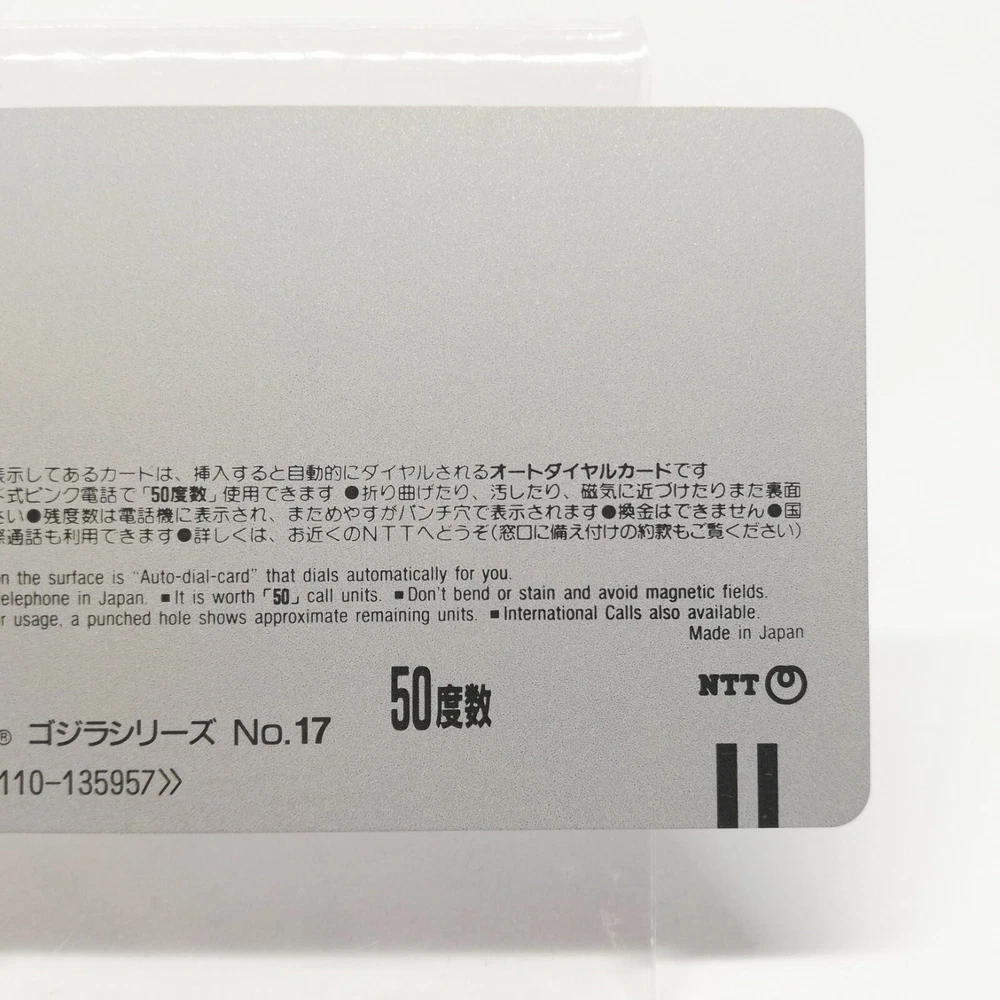 表示してあるカードは、挿入すると自動的にダイヤルされるオートダイヤルカードです
式ピンク電話で「50度数」使用できます ●折り曲げたり、汚したり、磁気に近づけたりまた裏面
い●残度数は電話機に表示され、まためやすがパンチ穴で表示されます●換金はできません●国
際通話も利用できます●詳しくは、お近くのNTTへどうぞ(窓口に備え付けの約款もご覧ください)
on the surface is "Auto-dial-card" that dials automatically for you.
elephone in Japan. ■It is worth「50」call units. ■Don't bend or stain and avoid magnetic fields.
r usage, a punched hole shows approximate remaining units. ■International Calls also available.
Made in Japan
50度数
NTT
® ゴジラシリーズ No.17
110-135957》